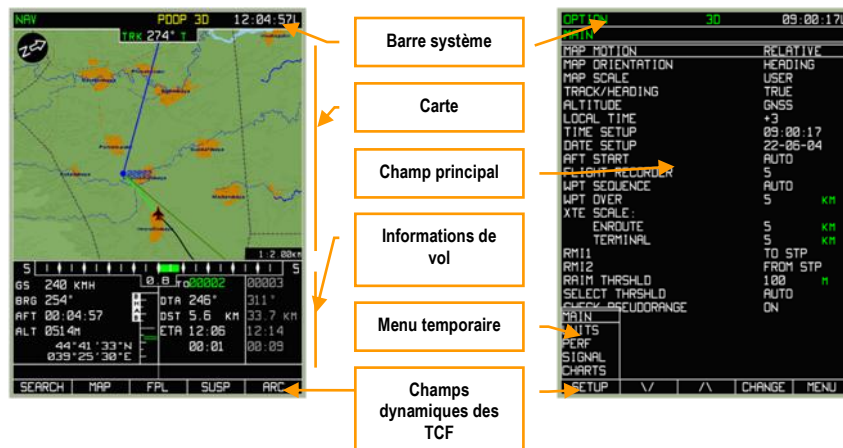 NAV PDOP 3D 12:04:57L
TRK 274° T
1:2.00км
5 5
0.8
GS 240 KMH TO 00002 00003
BRG 254° DTA 246° 311°
AFT 00:04:57 DST 5.6 KM 33.7 KM
ALT 0514M ETA 12:06 12:14
44°41'33"N 00:01 00:09
039°25'30"E
SEARCH MAP FPL SUSP ARC
Barre système
Carte
Champ principal
Informations de
vol
Menu temporaire
Champs
dynamiques des
TCF
OPTION 3D 09:00:17L
MAIN
MAP MOTION RELATIVE
MAP ORIENTATION HEADING
MAP SCALE USER
TRACK/HEADING TRUE
ALTITUDE GNSS
LOCAL TIME +3
TIME SETUP 09:00:17
DATE SETUP 22-06-04
AFT START AUTO
FLIGHT RECORDER 5
WPT SEQUENCE AUTO
WPT OVER 5 KM
XTE SCALE:
ENROUTE 5 KM
TERMINAL 5 KM
RMI1 TO STP
RMI2 FROM STP
RAIM THRSHLD 100 M
SELECT THRSHLD AUTO
CHECK PSEUDORANGE ON
MAIN
UNITS
PERF
SIGNAL
CHARTS
SETUP \/ /\ CHANGE MENU